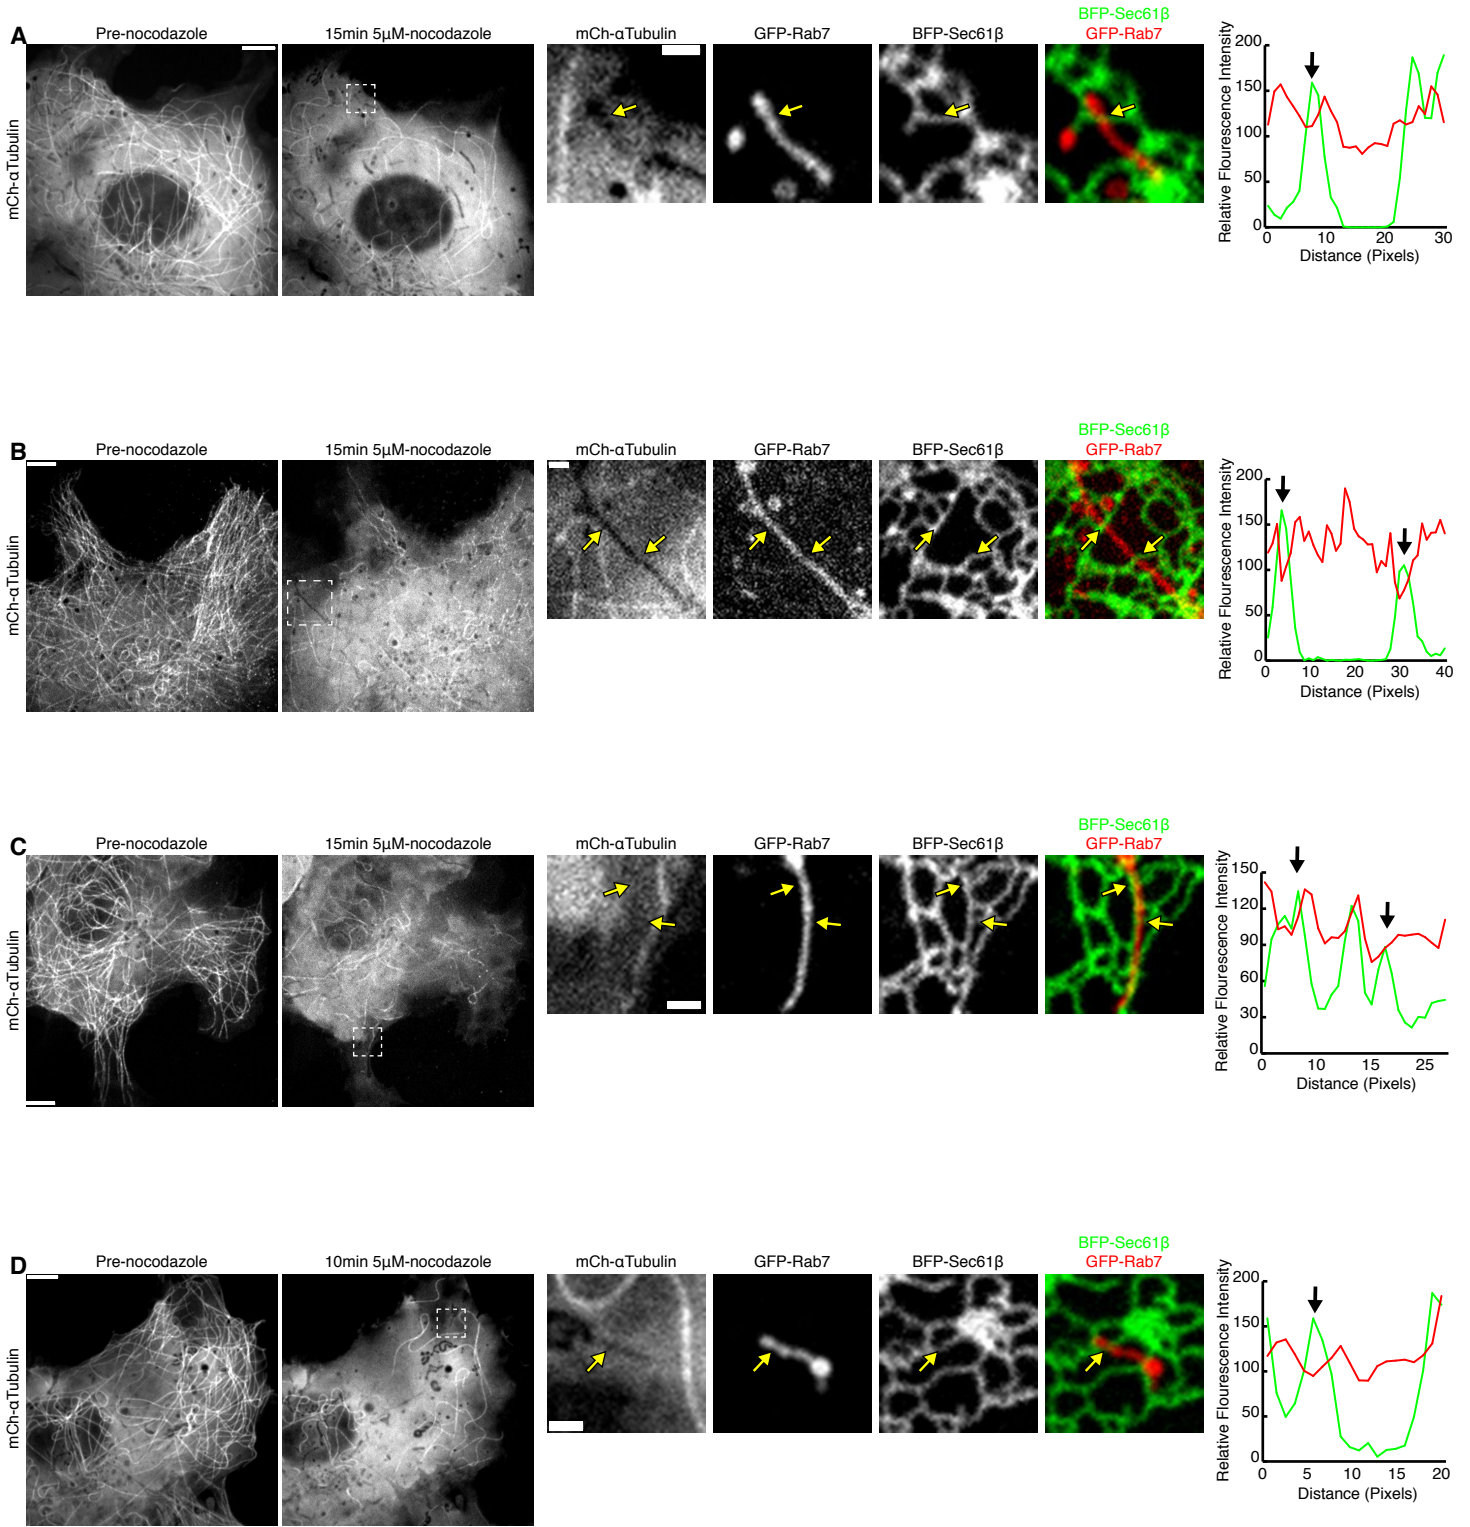 BFP-Sec61β
A Pre-nocodazole 15min 5μM-nocodazole mCh-αTubulin GFP-Rab7 BFP-Sec61β GFP-Rab7
mCh-αTubulin
Relative Flourescence Intensity
200
150
100
50
0
0 10 20 30
Distance (Pixels)
BFP-Sec61β
B Pre-nocodazole 15min 5μM-nocodazole mCh-αTubulin GFP-Rab7 BFP-Sec61β GFP-Rab7
mCh-αTubulin
Relative Flourescence Intensity
200
150
100
50
0
0 10 20 30 40
Distance (Pixels)
BFP-Sec61β
C Pre-nocodazole 15min 5μM-nocodazole mCh-αTubulin GFP-Rab7 BFP-Sec61β GFP-Rab7
mCh-αTubulin
Relative Flourescence Intensity
150
120
90
60
30
0
0 10 15 25
Distance (Pixels)
BFP-Sec61β
D Pre-nocodazole 10min 5μM-nocodazole mCh-αTubulin GFP-Rab7 BFP-Sec61β GFP-Rab7
mCh-αTubulin
Relative Flourescence Intensity
200
150
100
50
0
0 5 10 15 20
Distance (Pixels)